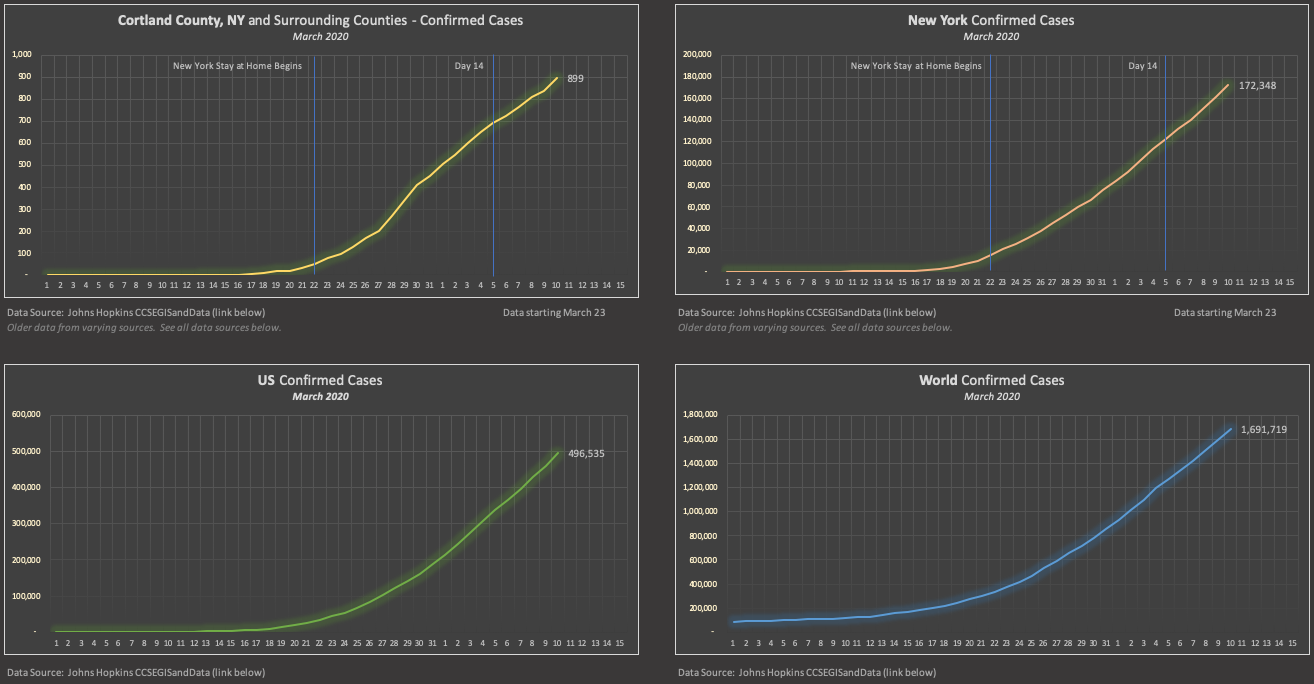 Cortland County, NY and Surrounding Counties - Confirmed Cases
March 2020
1,000
900
800
700
600
500
400
300
200
100
-
New York Stay at Home Begins
Day 14
899
1 2 3 4 5 6 7 8 9 10 11 12 13 14 15 16 17 18 19 20 21 22 23 24 25 26 27 28 29 30 31 1 2 3 4 5 6 7 8 9 10 11 12 13 14 15
Data Source: Johns Hopkins CCSEGISandData (link below)
Data starting March 23
Older data from varying sources. See all data sources below.
New York Confirmed Cases
March 2020
200,000
180,000
160,000
140,000
120,000
100,000
80,000
60,000
40,000
20,000
-
New York Stay at Home Begins
Day 14
172,348
1 2 3 4 5 6 7 8 9 10 11 12 13 14 15 16 17 18 19 20 21 22 23 24 25 26 27 28 29 30 31 1 2 3 4 5 6 7 8 9 10 11 12 13 14 15
Data Source: Johns Hopkins CCSEGISandData (link below)
Data starting March 23
Older data from varying sources. See all data sources below.
US Confirmed Cases
March 2020
600,000
500,000
400,000
300,000
200,000
100,000
-
496,535
1 2 3 4 5 6 7 8 9 10 11 12 13 14 15 16 17 18 19 20 21 22 23 24 25 26 27 28 29 30 31 1 2 3 4 5 6 7 8 9 10 11 12 13 14 15
Data Source: Johns Hopkins CCSEGISandData (link below)
World Confirmed Cases
March 2020
1,800,000
1,600,000
1,400,000
1,200,000
1,000,000
800,000
600,000
400,000
200,000
-
1,691,719
1 2 3 4 5 6 7 8 9 10 11 12 13 14 15 16 17 18 19 20 21 22 23 24 25 26 27 28 29 30 31 1 2 3 4 5 6 7 8 9 10 11 12 13 14 15
Data Source: Johns Hopkins CCSEGISandData (link below)